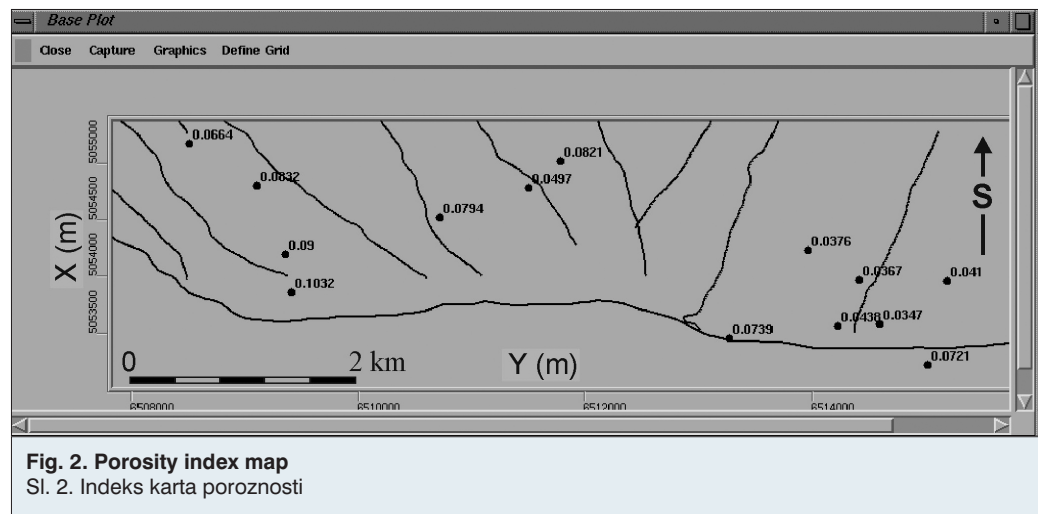 Base Plot
Close Capture Graphics Define Grid
0.0664
0.0821
0.0832
0.0497
0.0794
0.09
0.0376
0.1032
0.0367
0.041
0.0438
0.0347
0.0739
0.0721
S
X (m)
5055000
5054500
5054000
5053500
0 2 km
Y (m)
6508000 6510000 6512000 6514000
Fig. 2. Porosity index map
Sl. 2. Indeks karta poroznosti